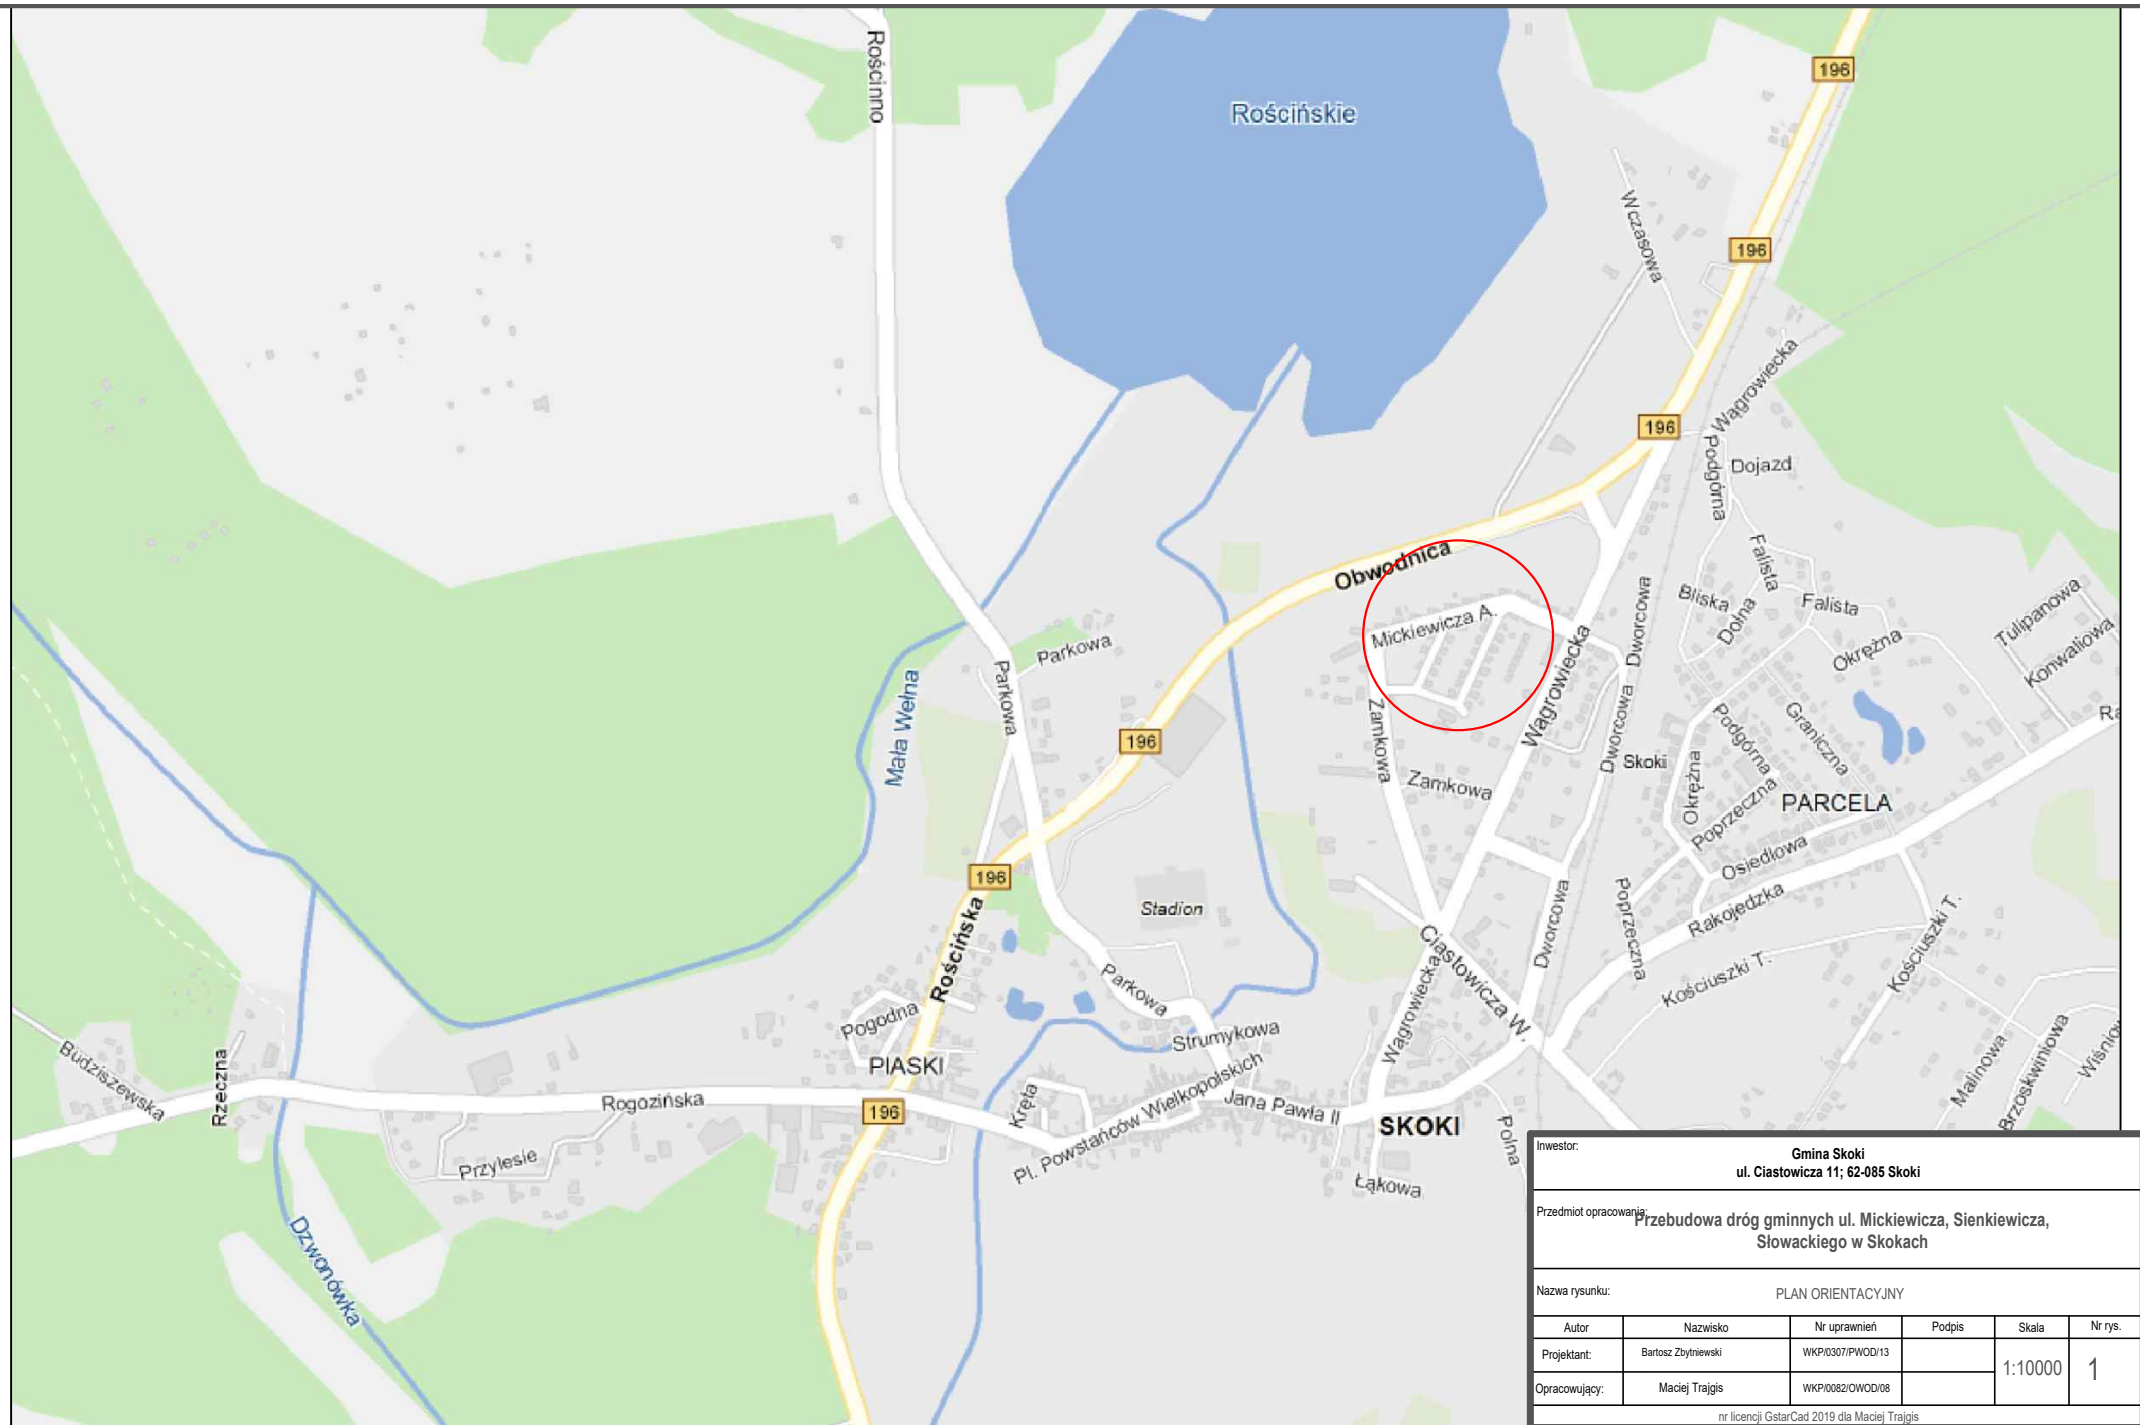 Rościnno
Rościńskie
196
Wczasowa
196
Wągrowiecka
196
Podgórna
Dojazd
Obwodnica
Falista
Bliska
Dolna
Falista
Tulipanowa
Mickiewicza A.
Dworcowa
Okrężna
Konwaliowa
Parkowa
Parkowa
Mała Wełna
Wągrowiecka
Zamkowa
Dworcowa
Podgórna
Graniczna
Ra
196
Skoki
Zamkowa
Okrężna
Poprzeczna
PARCELA
Osiedlowa
196
Stadion
Rościńska
Ciastowicza W.
Dworcowa
Poprzeczna
Rakojedzka
Kościuszki T.
Kościuszki T.
Parkowa
Pogodna
Wągrowiecka
Strumykowa
PIASKI
Budziszewska
Rzeczna
Rogozińska
196
Kręta
Pl. Powstańców Wielkopolskich
Jana Pawła II
SKOKI
Polna
Malinowa
Brzoskwiniowa
Wiśniow
Przylesie
Łąkowa
Dzwonówka
Inwestor:
Gmina Skoki
ul. Ciastowicza 11; 62-085 Skoki
Przedmiot opracowania:
Przebudowa dróg gminnych ul. Mickiewicza, Sienkiewicza,
Słowackiego w Skokach
Nazwa rysunku: PLAN ORIENTACYJNY
Autor Nazwisko Nr uprawnień Podpis Skala Nr rys.
Projektant: Bartosz Zbytniewski WKP/0307/PWOD/13 1:10000 1
Opracowujący: Maciej Trajgis WKP/0082/OWOD/08
nr licencji GstarCad 2019 dla Maciej Trajgis